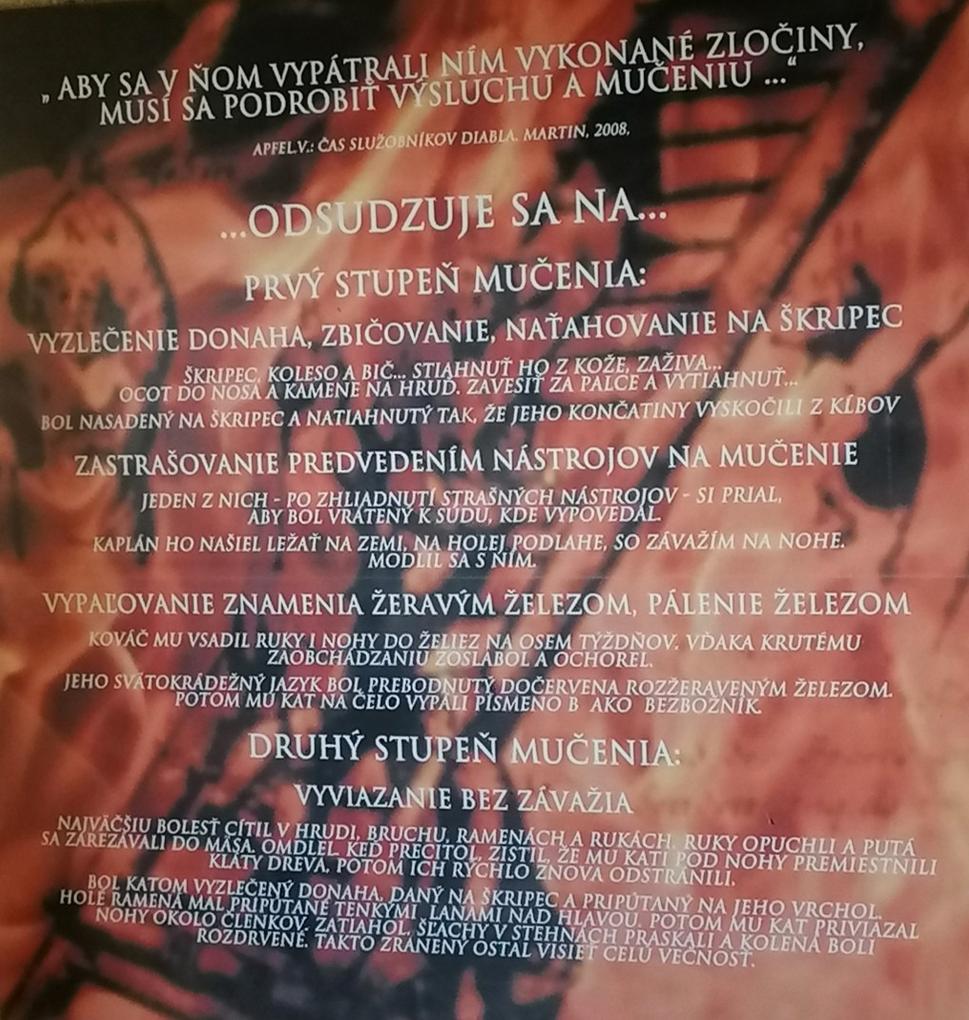 „ ABY SA V ŇOM VYPÁTRALI NÍM VYKONANÉ ZLOČINY,
MUSÍ SA PODROBIŤ VÝSLUCHU A MUČENIU ...“
APFEL.V.: ČAS SLUŽOBNÍKOV DIABLA. MARTIN, 2008,
...ODSUDZUJE SA NA...
PRVÝ STUPEŇ MUČENIA:
VYZLEČENIE DONAHA, ZBIČOVANIE, NAŤAHOVANIE NA ŠKRIPEC
ŠKRIPEC, KOLESO A BIČ... STIAHNUŤ HO Z KOŽE, ZAŽIVA...
OCOT DO NOSA A KAMENE NA HRUĎ. ZAVESIŤ ZA PALCE A VYTIAHNUŤ...
BOL NASADENÝ NA ŠKRIPEC A NATIAHNUTÝ TAK, ŽE JEHO KONČATINY VYSKOČILI Z KĹBOV
ZASTRAŠOVANIE PREDVEDENÍM NÁSTROJOV NA MUČENIE
JEDEN Z NICH - PO ZHLIADNUTÍ STRAŠNÝCH NÁSTROJOV - SI PRIAL,
ABY BOL VRÁTENÝ K SÚDU, KDE VYPOVEDAL.
KAPLÁN HO NAŠIEL LEŽAŤ NA ZEMI, NA HOLEJ PODLAHE, SO ZÁVAŽÍM NA NOHE.
MODLIL SA S NÍM.
VYPAĽOVANIE ZNAMENIA ŽERAVÝM ŽELEZOM, PÁLENIE ŽELEZOM
KOVÁČ MU VSADIL RUKY I NOHY DO ŽELIEZ NA OSEM TÝŽDŇOV. VĎAKA KRUTÉMU
ZAOBCHÁDZANIU ZOSLABOL A OCHOREL.
JEHO SVÄTOKRÁDEŽNÝ JAZYK BOL PREBODNUTÝ DOČERVENA ROZŽERAVENÝM ŽELEZOM.
POTOM MU KAT NA ČELO VYPÁLI PÍSMENO B AKO BEZBOŽNÍK.
DRUHÝ STUPEŇ MUČENIA:
VYVIAZANIE BEZ ZÁVAŽIA
NAJVÄČŠIU BOLESŤ CÍTIL V HRUDI, BRUCHU, RAMENÁCH A RUKÁCH. RUKY OPUCHLI A PUTÁ
SA ZAREZÁVALI DO MÄSA. OMDLEL. KEĎ PRECITOL, ZISTIL, ŽE MU KATI POD NOHY PREMIESTNILI
KLÁTY DREVA, POTOM ICH RÝCHLO ZNOVA ODSTRÁNILI.
BOL KATOM VYZLEČENÝ DONAHA, DANÝ NA ŠKRIPEC A PRIPÚTANÝ NA JEHO VRCHOL.
HOLÉ RAMENÁ MAL PRIPÚTANÉ TENKÝMI LANAMI NAD HLAVOU. POTOM MU KAT PRIVIAZAL
NOHY OKOLO ČLENKOV. ZATIAHOL. ŠĽACHY V STEHNÁCH PRASKALI A KOLENÁ BOLI
ROZDRVENÉ. TAKTO ZRANENÝ OSTAL VISIEŤ CELÚ VEČNOSŤ.